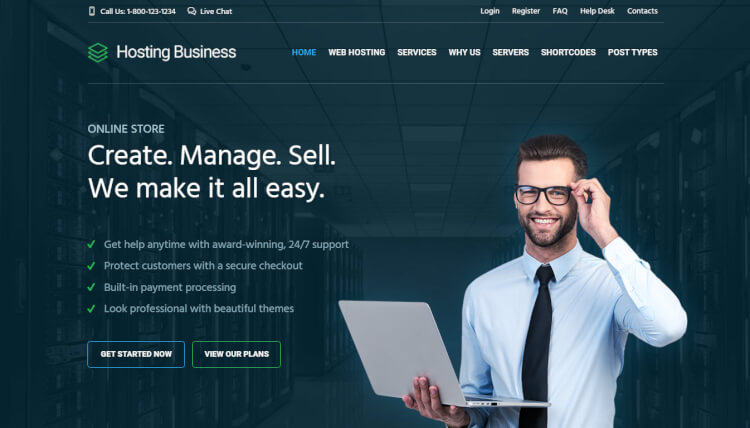 Call Us: 1-800-123-1234 Live Chat Login Register FAQ Help Desk Contacts
Hosting Business HOME WEB HOSTING SERVICES WHY US SERVERS SHORTCODES POST TYPES
ONLINE STORE
Create. Manage. Sell.
We make it all easy.
Get help anytime with award-winning, 24/7 support
Protect customers with a secure checkout
Built-in payment processing
Look professional with beautiful themes
GET STARTED NOW VIEW OUR PLANS